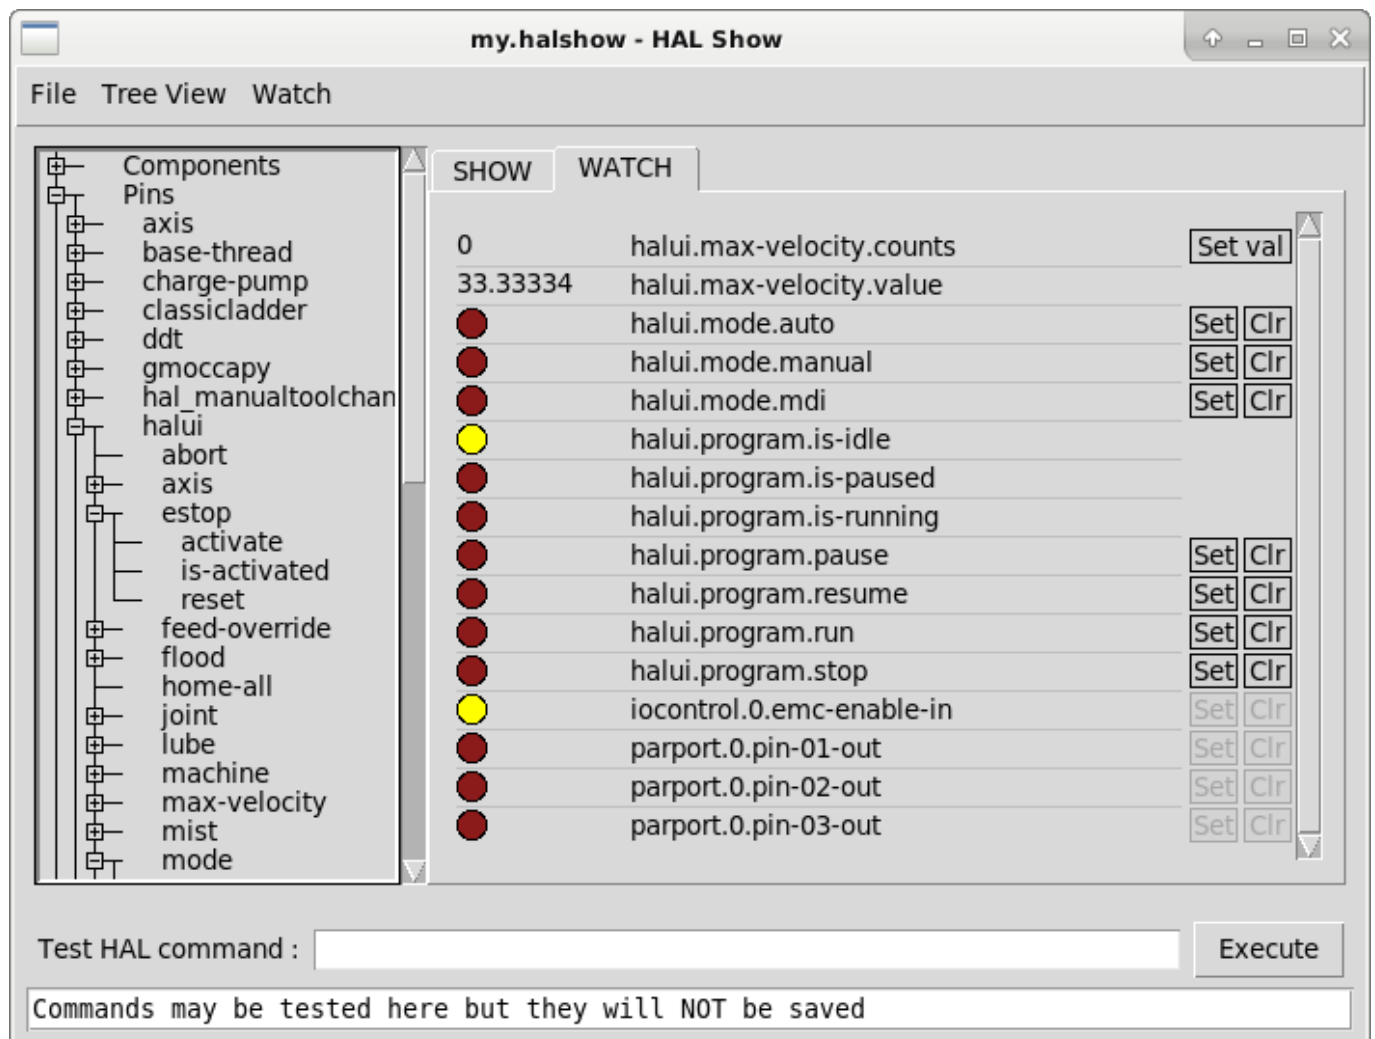 my.halshow - HAL Show
File Tree View Watch
Components
Pins
axis
base-thread
charge-pump
classicladder
ddt
gmoccapy
hal_manualtoolchan
halui
abort
axis
estop
activate
is-activated
reset
feed-override
flood
home-all
joint
lube
machine
max-velocity
mist
mode
SHOW WATCH
0 halui.max-velocity.counts Set val
33.33334 halui.max-velocity.value
halui.mode.auto Set Clr
halui.mode.manual Set Clr
halui.mode.mdi Set Clr
halui.program.is-idle
halui.program.is-paused
halui.program.is-running
halui.program.pause Set Clr
halui.program.resume Set Clr
halui.program.run Set Clr
halui.program.stop Set Clr
iocontrol.0.emc-enable-in Set Clr
parport.0.pin-01-out Set Clr
parport.0.pin-02-out Set Clr
parport.0.pin-03-out Set Clr
Test HAL command : Execute
Commands may be tested here but they will NOT be saved